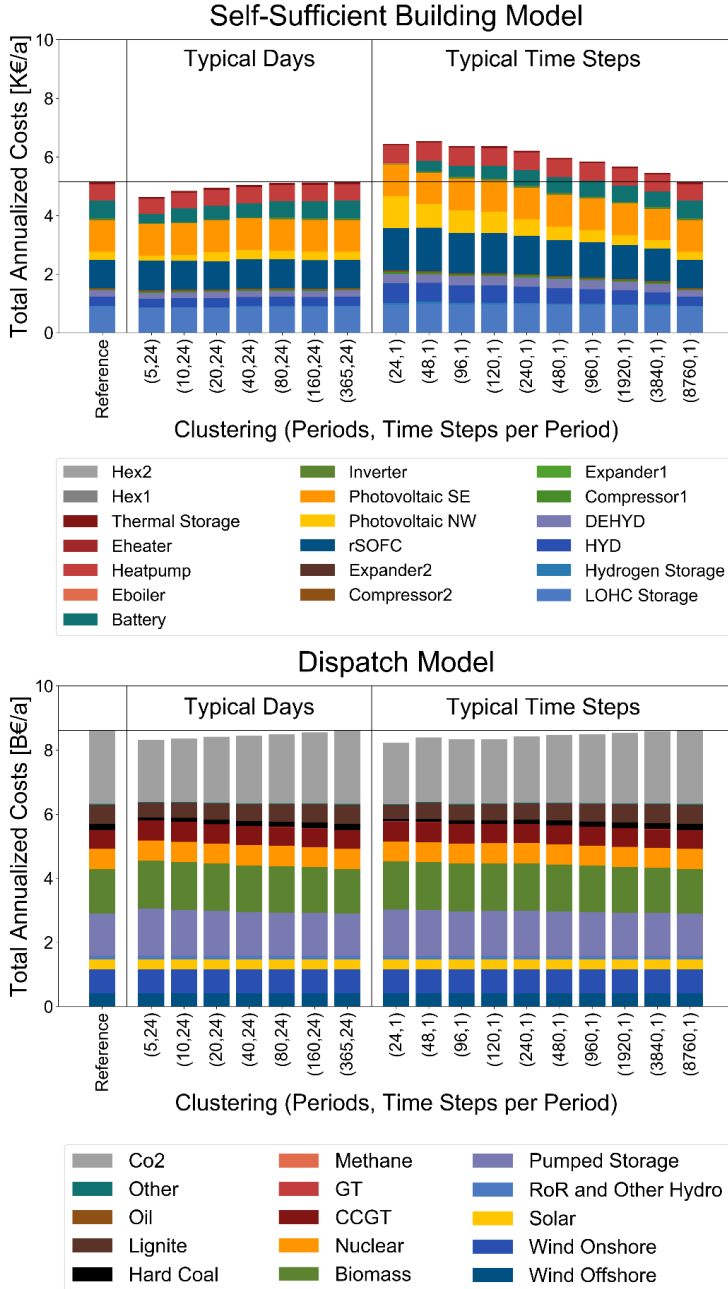 Self-Sufficient Building Model
Total Annualized Costs [K€/a]
10
8
6
4
2
0
Typical Days
Typical Time Steps
Reference
(5,24)
(10,24)
(20,24)
(40,24)
(80,24)
(160,24)
(365,24)
(24,1)
(48,1)
(96,1)
(120,1)
(240,1)
(480,1)
(960,1)
(1920,1)
(3840,1)
(8760,1)
Clustering (Periods, Time Steps per Period)
Hex2
Hex1
Thermal Storage
Eheater
Heatpump
Eboiler
Battery
Inverter
Photovoltaic SE
Photovoltaic NW
rSOFC
Expander2
Compressor2
Expander1
Compressor1
DEHYD
HYD
Hydrogen Storage
LOHC Storage
Dispatch Model
Total Annualized Costs [B€/a]
10
8
6
4
2
0
Typical Days
Typical Time Steps
Reference
(5,24)
(10,24)
(20,24)
(40,24)
(80,24)
(160,24)
(365,24)
(24,1)
(48,1)
(96,1)
(120,1)
(240,1)
(480,1)
(960,1)
(1920,1)
(3840,1)
(8760,1)
Clustering (Periods, Time Steps per Period)
Co2
Other
Oil
Lignite
Hard Coal
Methane
GT
CCGT
Nuclear
Biomass
Pumped Storage
RoR and Other Hydro
Solar
Wind Onshore
Wind Offshore